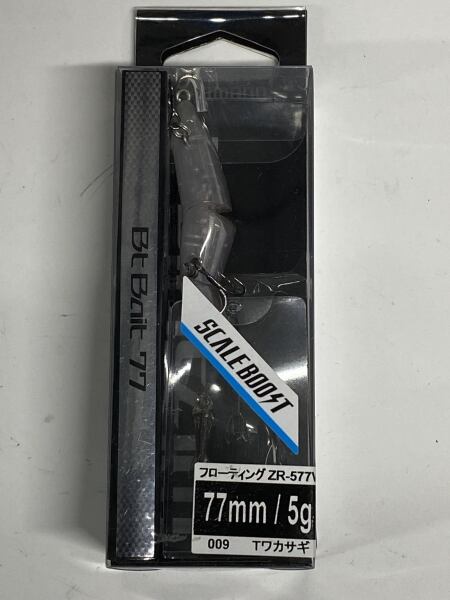 Bt Bait 77
SCALE BOOST
フローティング ZR-577V
77mm / 5g
009 Tワカサギ